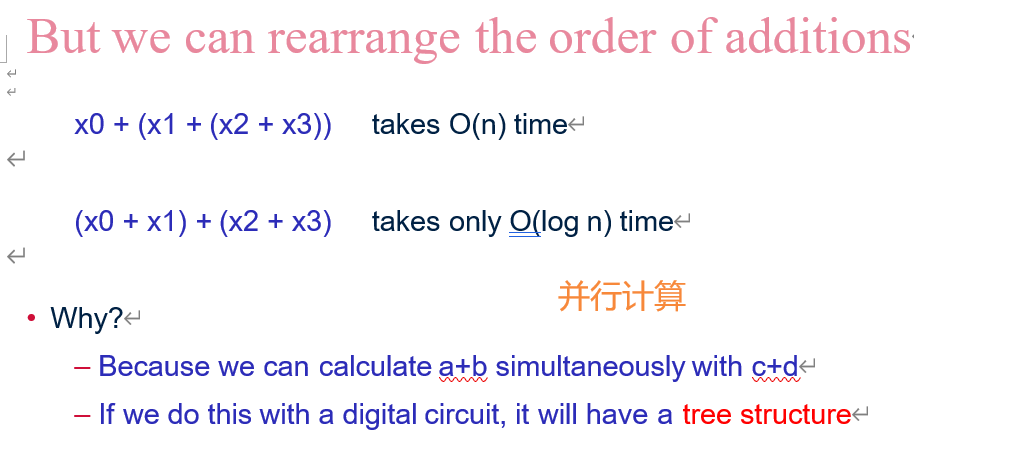 But we can rearrange the order of additions
x0 + (x1 + (x2 + x3)) takes O(n) time
(x0 + x1) + (x2 + x3) takes only O(log n) time
并行计算
• Why?
– Because we can calculate a+b simultaneously with c+d
– If we do this with a digital circuit, it will have a tree structure